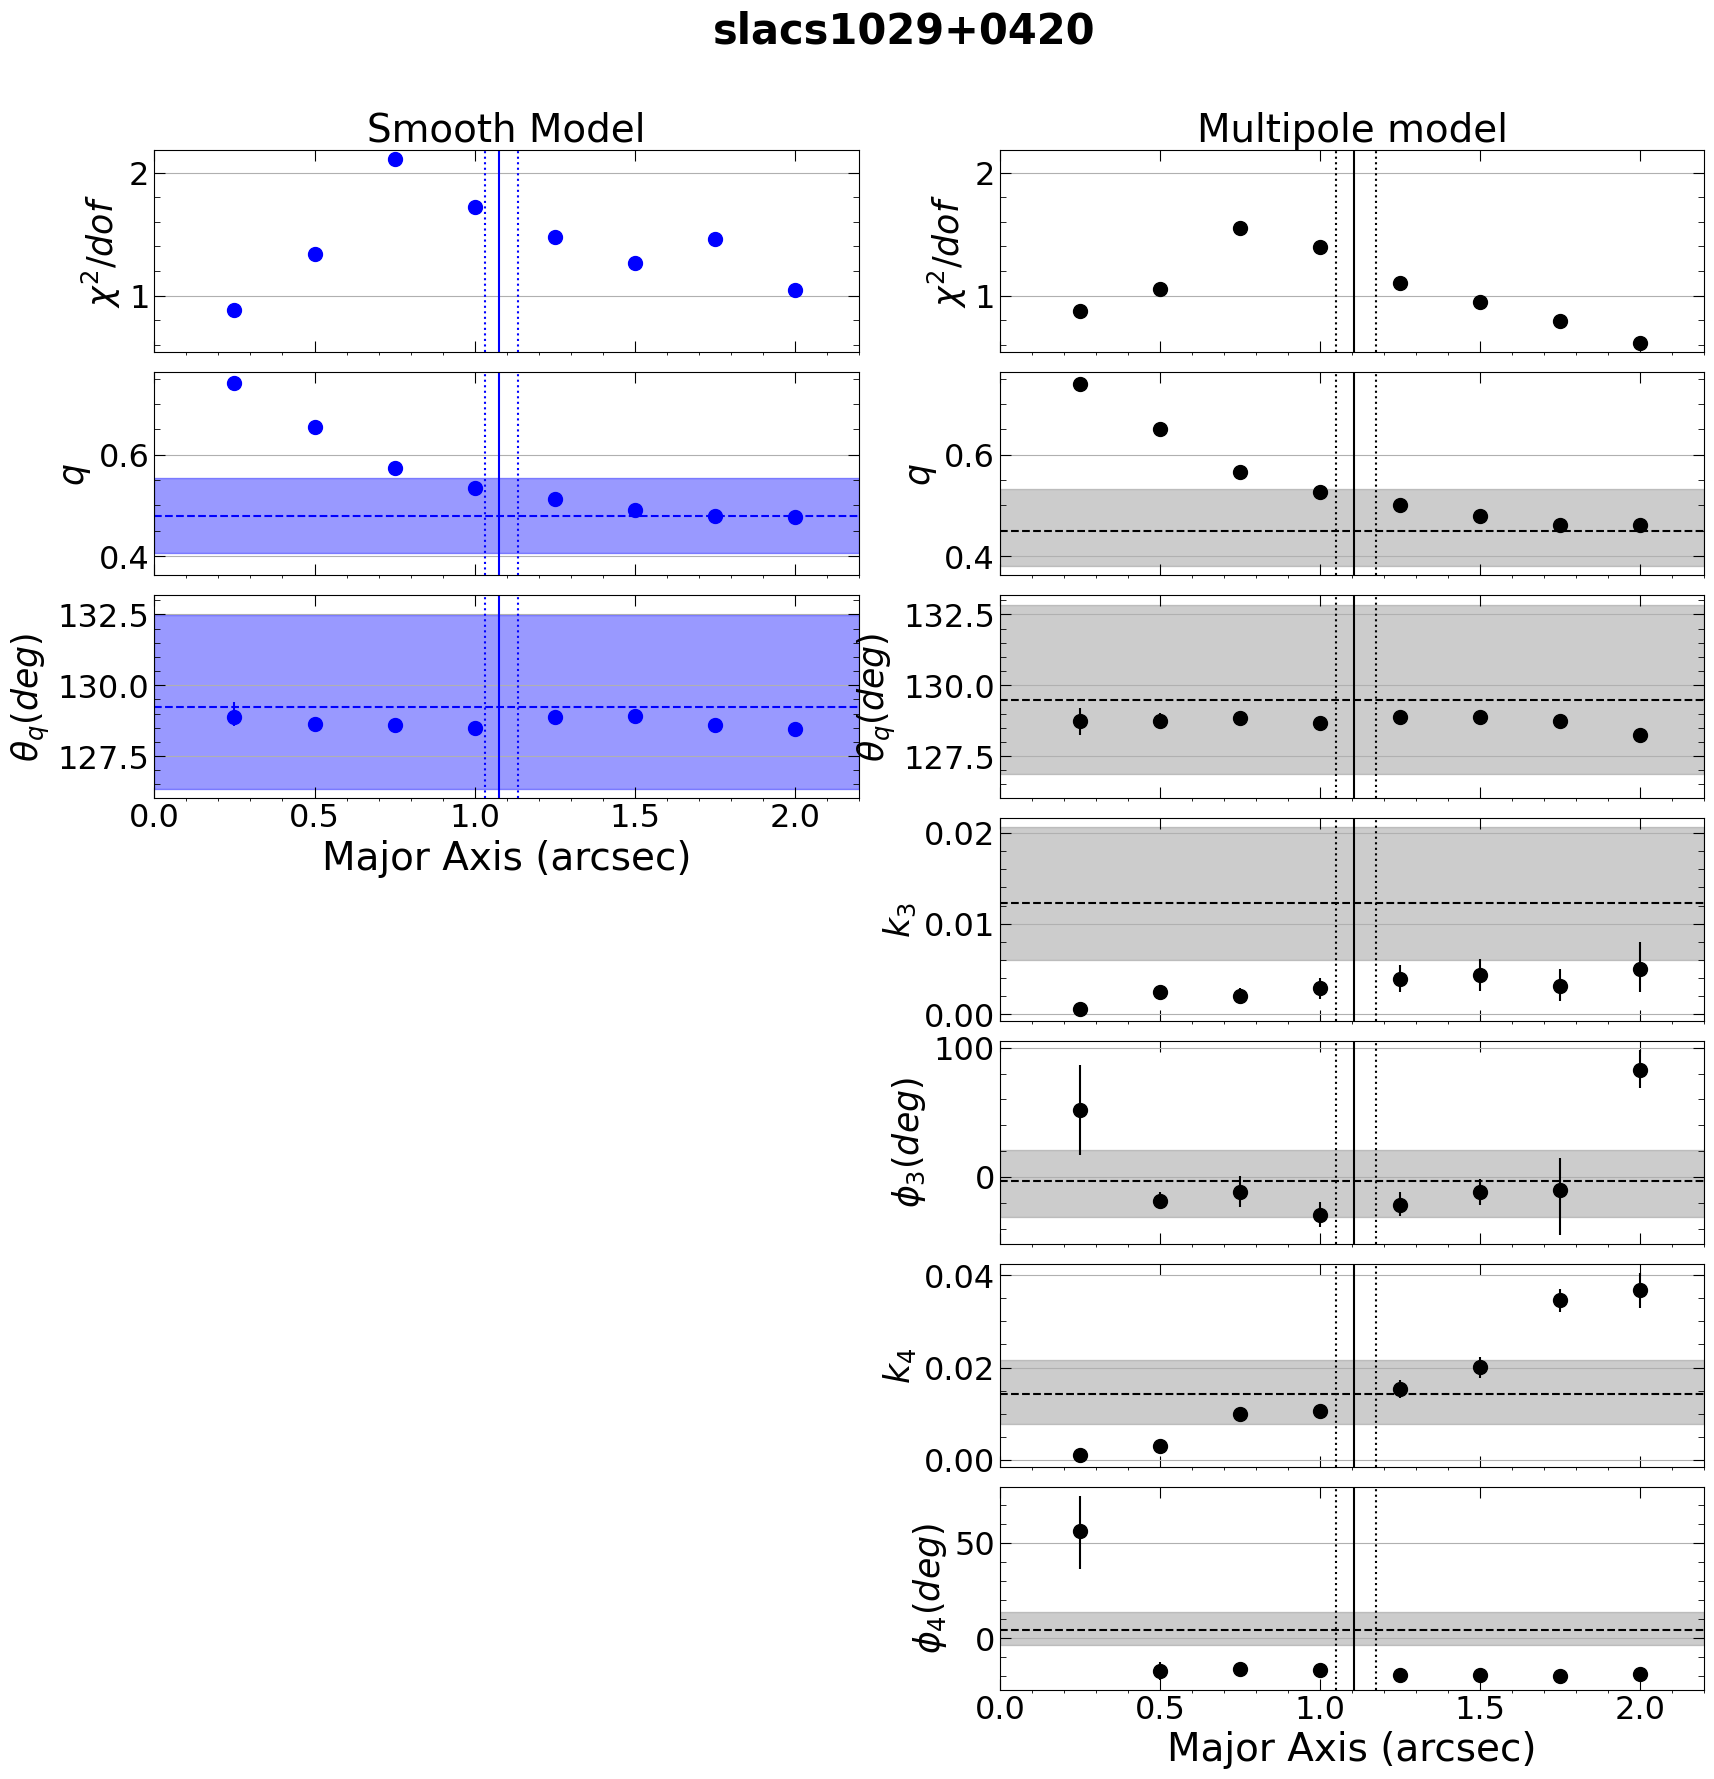 slacs1029+0420
Smooth Model
χ²/dof
2
1
q
0.6
0.4
θ_q(deg)
132.5
130.0
127.5
0.0 0.5 1.0 1.5 2.0
Major Axis (arcsec)
Multipole model
χ²/dof
2
1
q
0.6
0.4
θ_q(deg)
132.5
130.0
127.5
k₃
0.02
0.01
0.00
ϕ₃(deg)
100
0
k₄
0.04
0.02
0.00
ϕ₄(deg)
50
0
0.0 0.5 1.0 1.5 2.0
Major Axis (arcsec)